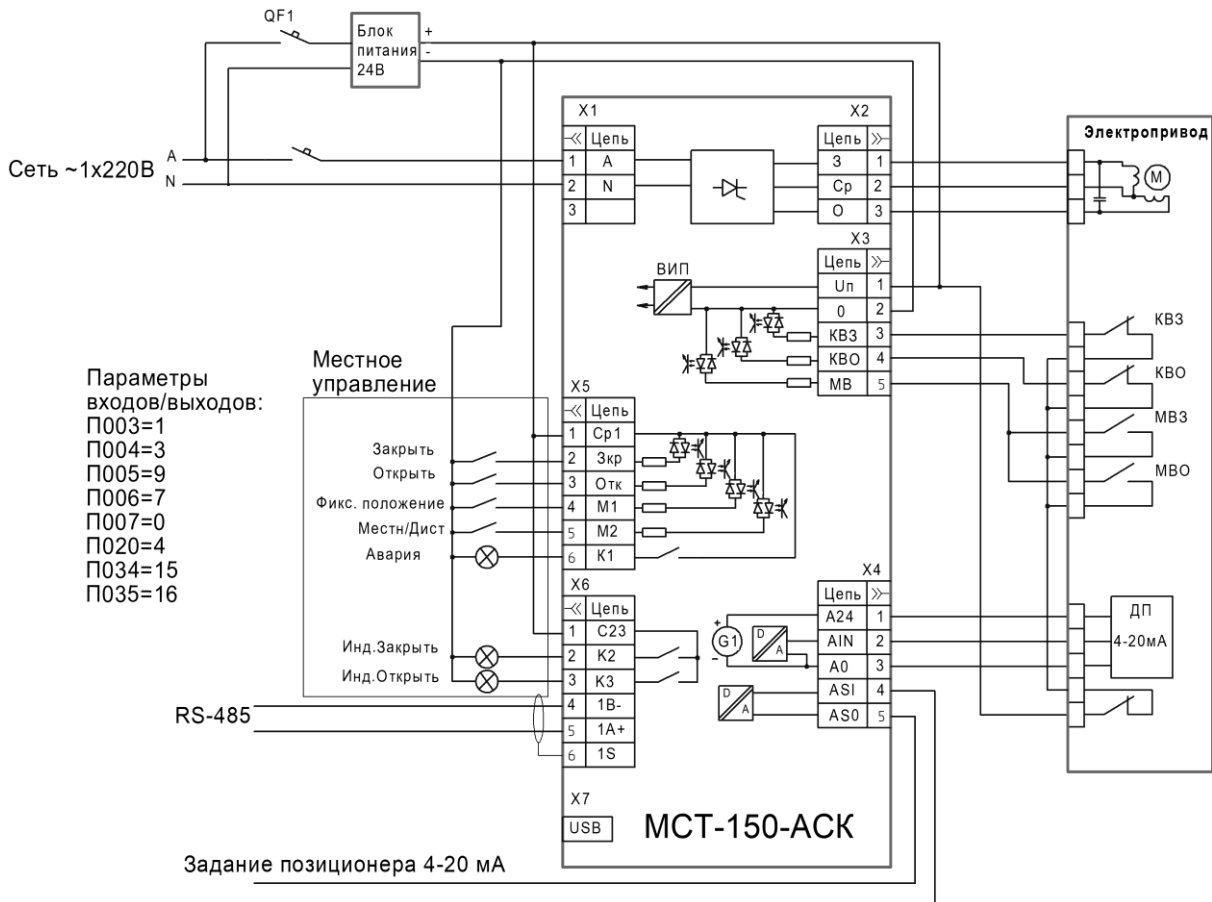 QF1
Блок
питания
24В
+
-
Сеть ~1x220В
A
N
X1
Цепь
1 A
2 N
3
X2
Цепь
З 1
Ср 2
О 3
Электропривод
M
X3
Цепь
Uп 1
0 2
КВЗ 3
КВО 4
МВ 5
ВИП
КВЗ
КВО
МВЗ
МВО
Параметры
входов/выходов:
П003=1
П004=3
П005=9
П006=7
П007=0
П020=4
П034=15
П035=16
Местное
управление
Закрыть
Открыть
Фикс. положение
Местн/Дист
Авария
Инд.Закрыть
Инд.Открыть
X5
Цепь
1 Ср1
2 Зкр
3 Отк
4 М1
5 М2
6 К1
X6
Цепь
1 С23
2 К2
3 К3
4 1B-
5 1A+
6 1S
RS-485
X4
Цепь
A24 1
AIN 2
A0 3
ASI 4
AS0 5
+
G1
-
D
A
D
A
ДП
4-20мА
X7
USB
МСТ-150-АСК
Задание позиционера 4-20 мА